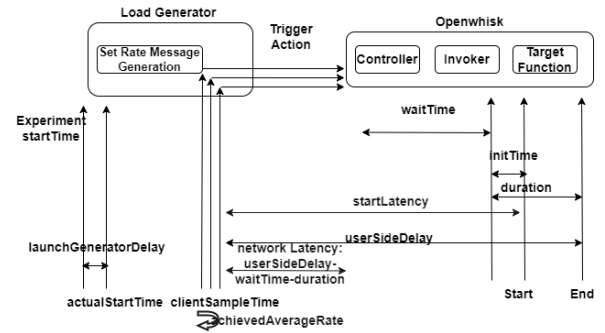 Load Generator
Openwhisk
Trigger
Action
Set Rate Message
Generation
Controller
Invoker
Target
Function
Experiment
startTime
waitTime
initTime
duration
startLatency
userSideDelay
launchGeneratorDelay
network Latency:
userSideDelay-
waitTime-duration
actualStartTime
clientSampleTime
Start
End
achievedAverageRate